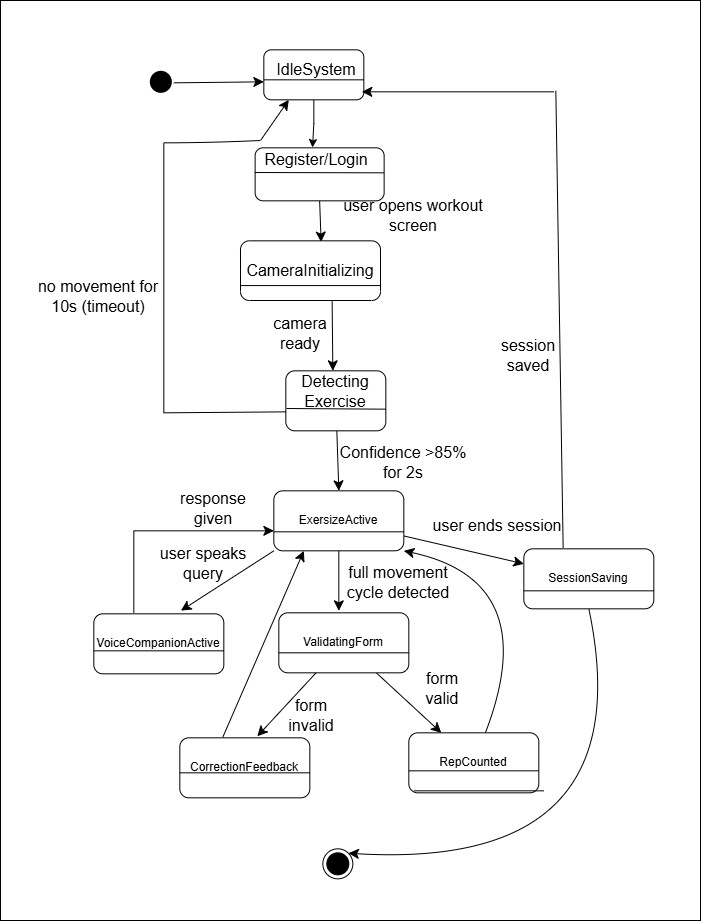 IdleSystem
Register/Login
user opens workout
screen
CameraInitializing
no movement for
10s (timeout)
camera
ready
session
saved
Detecting
Exercise
Confidence >85%
for 2s
response
given
ExersizeActive
user ends session
user speaks
query
full movement
cycle detected
SessionSaving
VoiceCompanionActive
ValidatingForm
form
invalid
form
valid
CorrectionFeedback
RepCounted